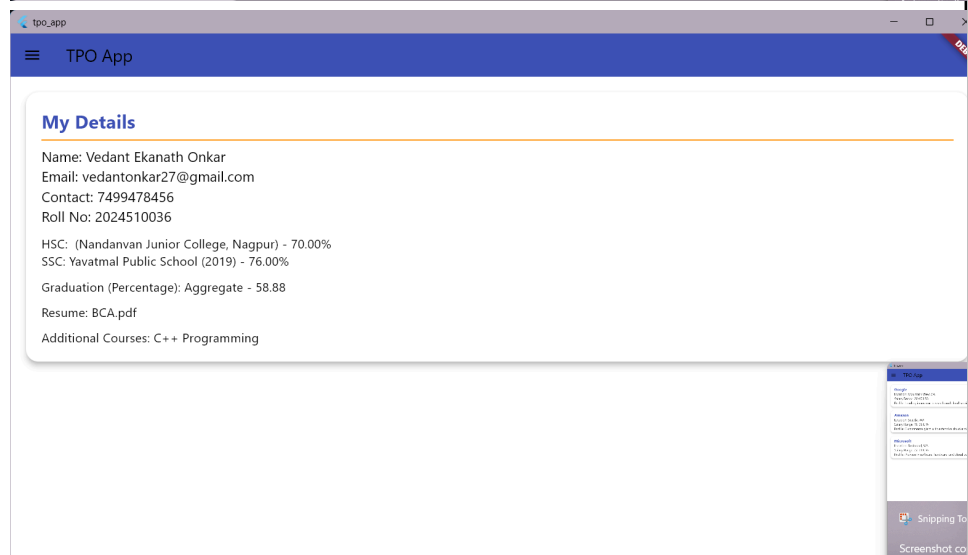 tpo_app
TPO App
My Details
Name: Vedant Ekanath Onkar
Email: vedantonkar27@gmail.com
Contact: 7499478456
Roll No: 2024510036
HSC:  (Nandanvan Junior College, Nagpur) - 70.00%
SSC: Yavatmal Public School (2019) - 76.00%
Graduation (Percentage): Aggregate - 58.88
Resume: BCA.pdf
Additional Courses: C++ Programming
TPO App
Google
Amazon
Microsoft
Snipping To
Screenshot co